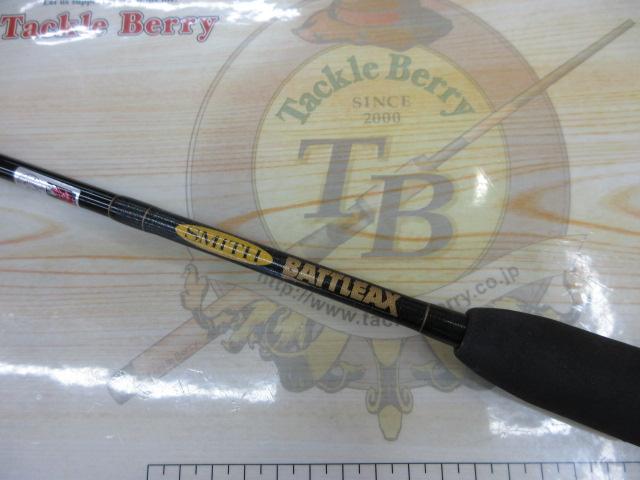 Tackle Berry
Tackle Berry
SINCE
2000
TB
SMITH BATTLEAX
http://www.tackleberry.co.jp